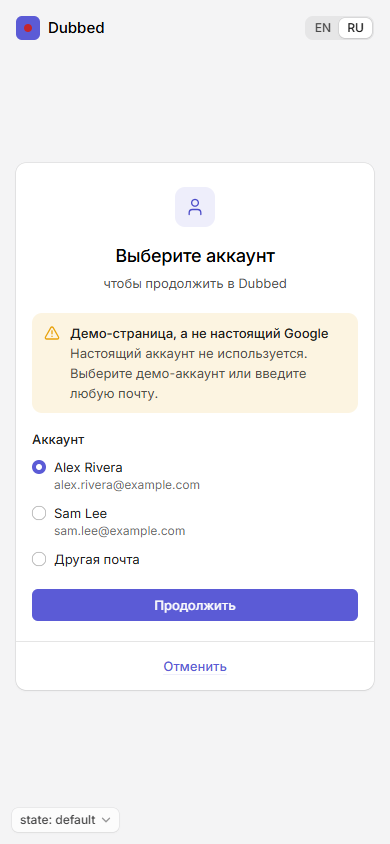 Dubbed
EN RU
Выберите аккаунт
чтобы продолжить в Dubbed
Демо-страница, а не настоящий Google
Настоящий аккаунт не используется.
Выберите демо-аккаунт или введите
любую почту.
Аккаунт
Alex Rivera
alex.rivera@example.com
Sam Lee
sam.lee@example.com
Другая почта
Продолжить
Отменить
state: default